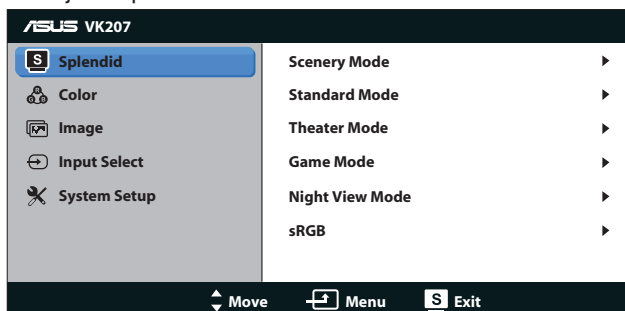 ASUS VK207
S Splendid
Color
Image
Input Select
System Setup
Scenery Mode
Standard Mode
Theater Mode
Game Mode
Night View Mode
sRGB
Move Menu S Exit